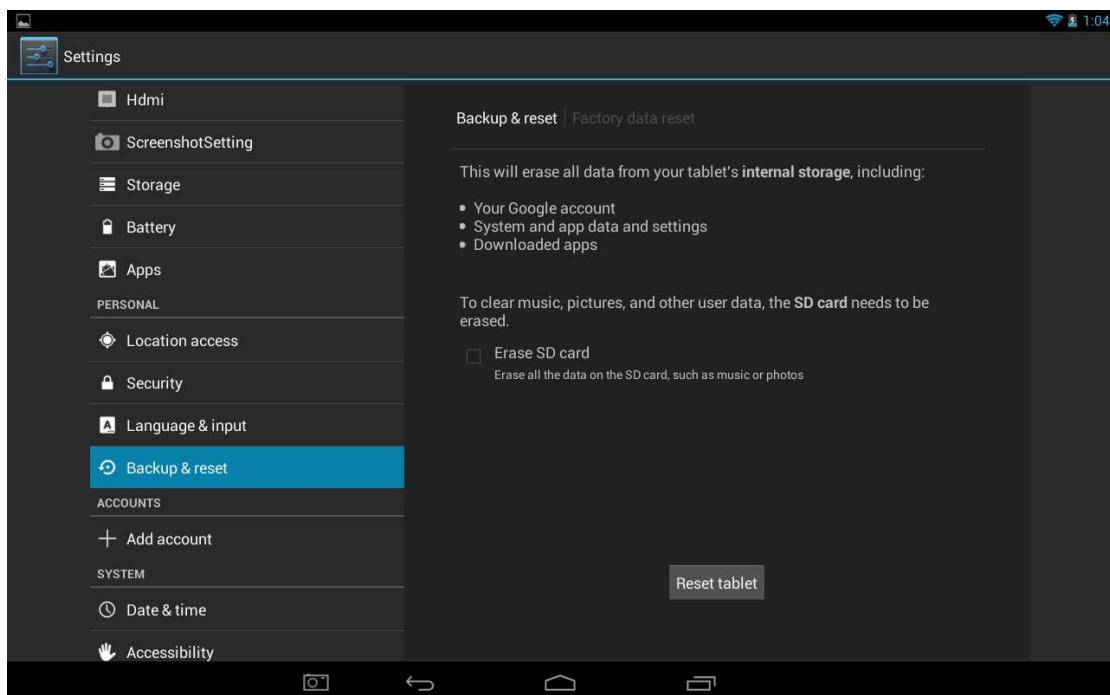 1:04
Settings
Hdmi
ScreenshotSetting
Storage
Battery
Apps
PERSONAL
Location access
Security
Language & input
Backup & reset
ACCOUNTS
Add account
SYSTEM
Date & time
Accessibility
Backup & reset | Factory data reset
This will erase all data from your tablet's internal storage, including:
• Your Google account
• System and app data and settings
• Downloaded apps
To clear music, pictures, and other user data, the SD card needs to be
erased.
Erase SD card
Erase all the data on the SD card, such as music or photos
Reset tablet